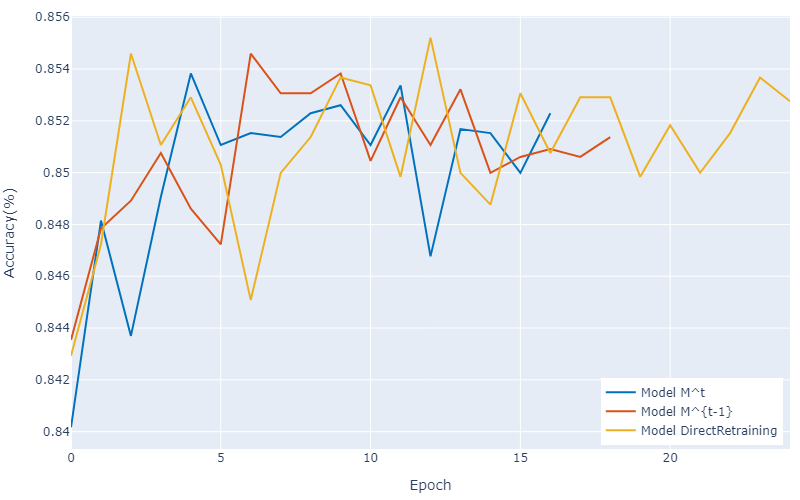 0.856
0.854
0.852
0.85
0.848
0.846
0.844
0.842
0.84
Accuracy(%)
0
5
10
15
20
Epoch
Model M^t
Model M^{t-1}
Model DirectRetraining